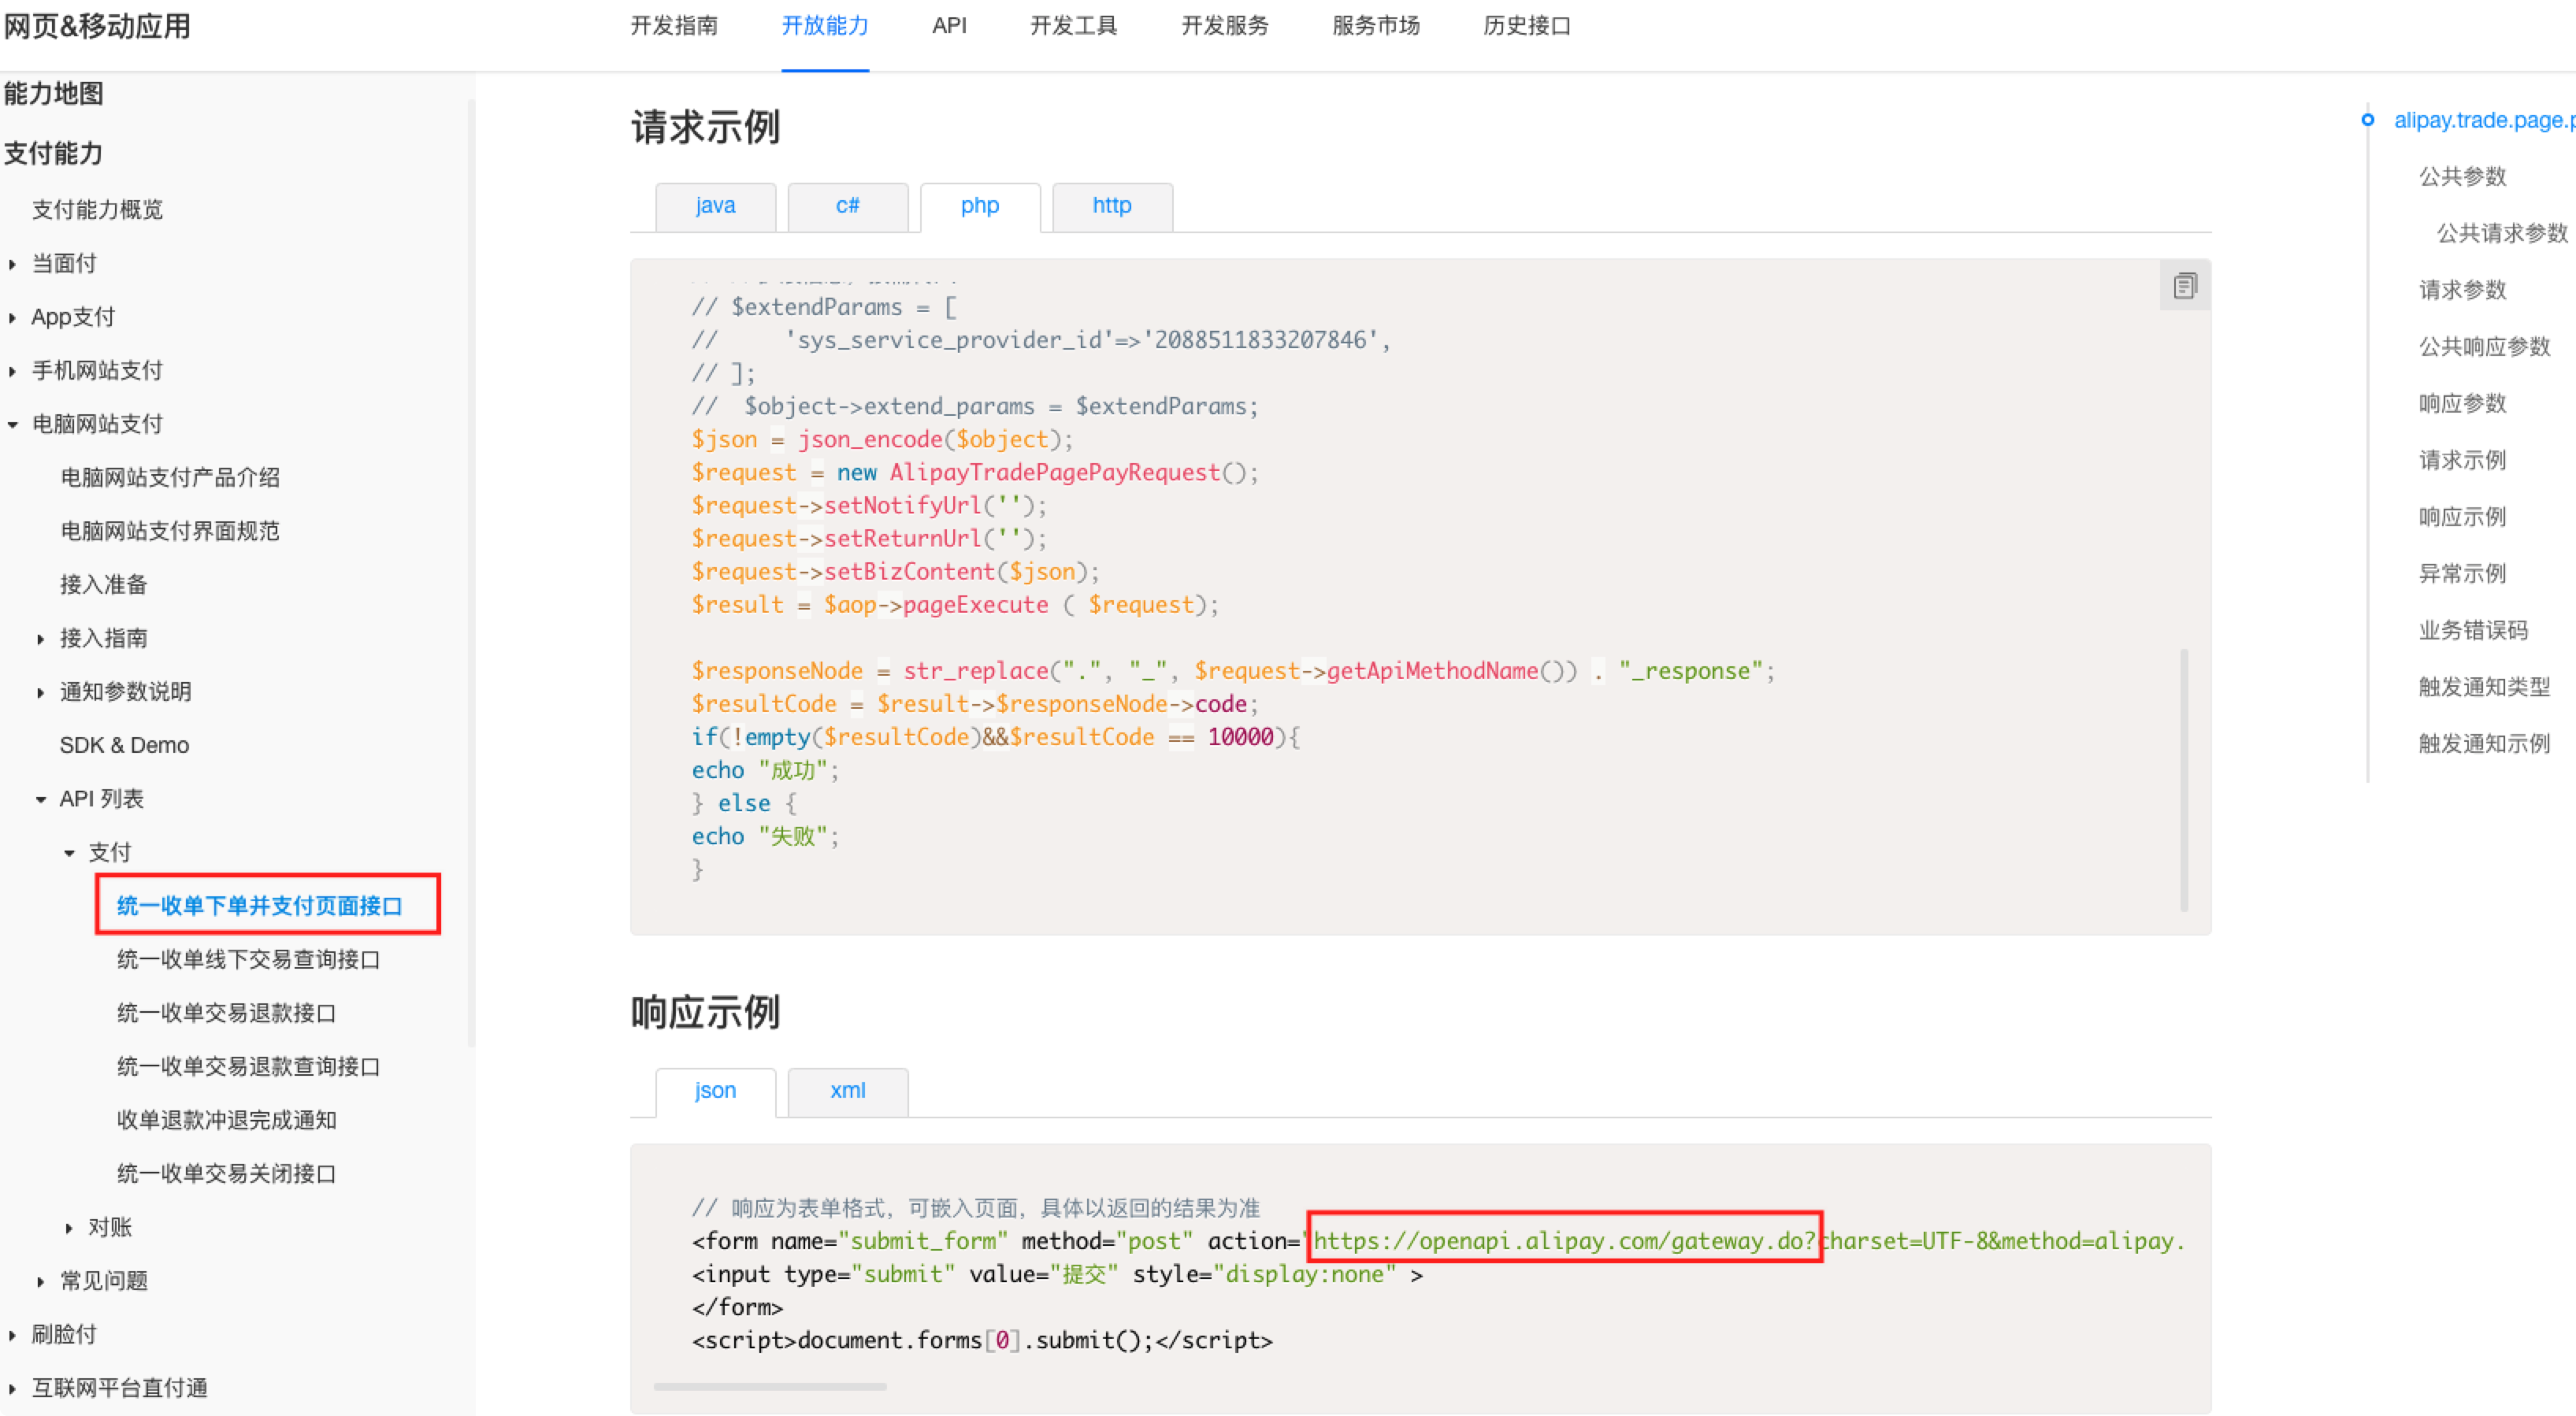 网页&移动应用
开发指南
开放能力
API
开发工具
开发服务
服务市场
历史接口
能力地图
支付能力
支付能力概览
当面付
App支付
手机网站支付
电脑网站支付
电脑网站支付产品介绍
电脑网站支付界面规范
接入准备
接入指南
通知参数说明
SDK & Demo
API 列表
支付
统一收单下单并支付页面接口
统一收单线下交易查询接口
统一收单交易退款接口
统一收单交易退款查询接口
收单退款冲退完成通知
统一收单交易关闭接口
对账
常见问题
刷脸付
互联网平台直付通
请求示例
java
c#
php
http
// $extendParams = [
//     'sys_service_provider_id'=>'2088511833207846',
// ];
//  $object->extend_params = $extendParams;
$json = json_encode($object);
$request = new AlipayTradePagePayRequest();
$request->setNotifyUrl('');
$request->setReturnUrl('');
$request->setBizContent($json);
$result = $aop->pageExecute ( $request);
$responseNode = str_replace(".", "_", $request->getApiMethodName()) . "_response";
$resultCode = $result->$responseNode->code;
if(!empty($resultCode)&&$resultCode == 10000){
echo "成功";
} else {
echo "失败";
}
响应示例
json
xml
// 响应为表单格式，可嵌入页面，具体以返回的结果为准
<form name="submit_form" method="post" action="https://openapi.alipay.com/gateway.do?charset=UTF-8&method=alipay.
<input type="submit" value="提交" style="display:none" >
</form>
<script>document.forms[0].submit();</script>
alipay.trade.page.p
公共参数
公共请求参数
请求参数
公共响应参数
响应参数
请求示例
响应示例
异常示例
业务错误码
触发通知类型
触发通知示例